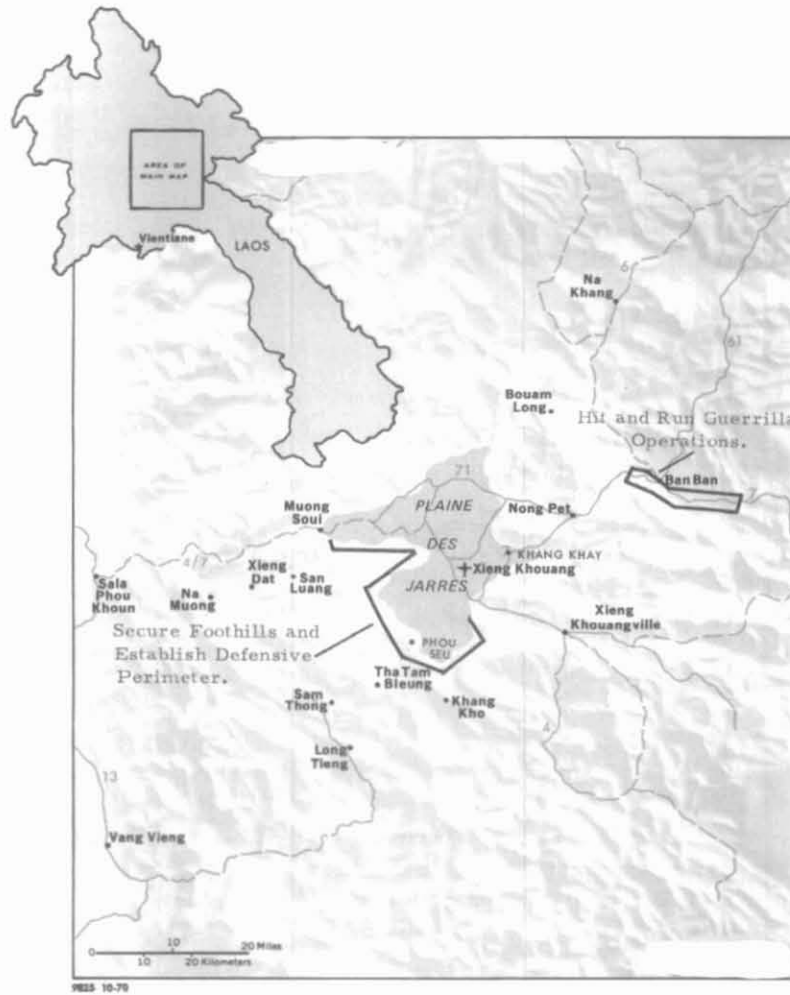 AREA OF
MAIN MAP
Vientiane
LAOS
6
Na
Khang
61
Bouam
Long
Hit and Run Guerrilla
Operations.
71
Ban Ban
7
PLAINE
Muong
Soui
Nong Pet
DES
KHANG KHAY
4/7
Xieng
Dat
San
Luang
Xieng Khouang
Sala
Phou
Khoun
Na
Muong
JARRES
Xieng
Khouangville
Secure Foothills and
Establish Defensive
Perimeter.
PHOU
SEU
Tha Tam
Bleung
Sam
Thong
Khang
Kho
4
Long
Tieng
13
Vang Vieng
10
0
20 Miles
10
20 Kilometers
9825 10-70